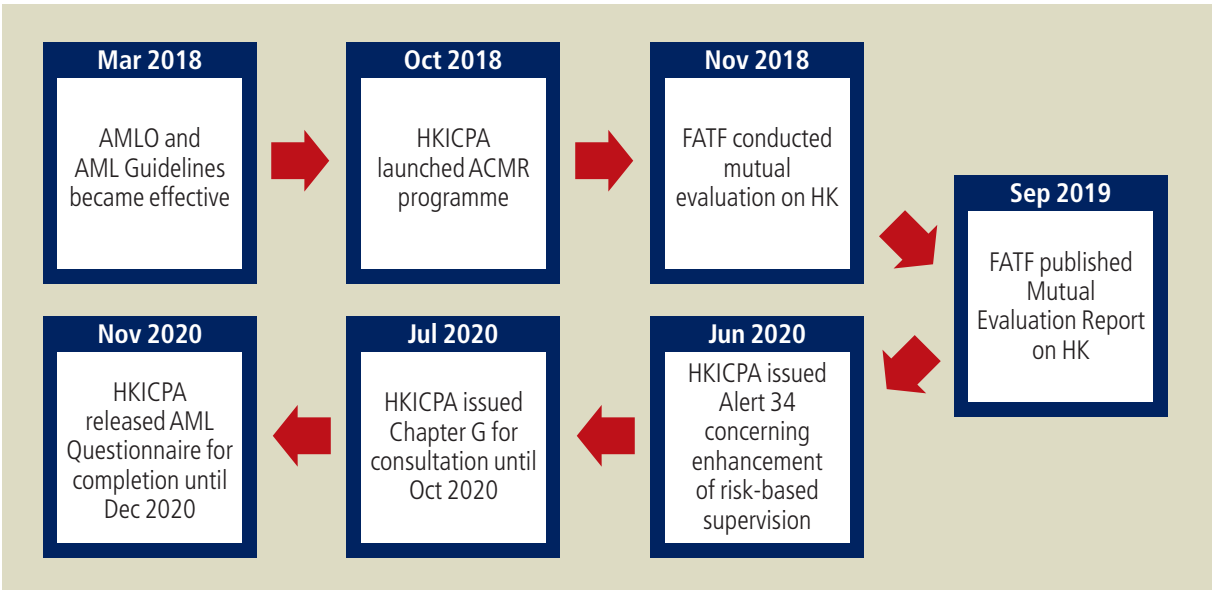 Mar 2018
AMLO and
AML Guidelines
became effective
Oct 2018
HKICPA
launched ACMR
programme
Nov 2018
FATF conducted
mutual
evaluation on HK
Sep 2019
FATF published
Mutual
Evaluation Report
on HK
Jun 2020
HKICPA issued
Alert 34
concerning
enhancement
of risk-based
supervision
Jul 2020
HKICPA issued
Chapter G for
consultation until
Oct 2020
Nov 2020
HKICPA
released AML
Questionnaire for
completion until
Dec 2020